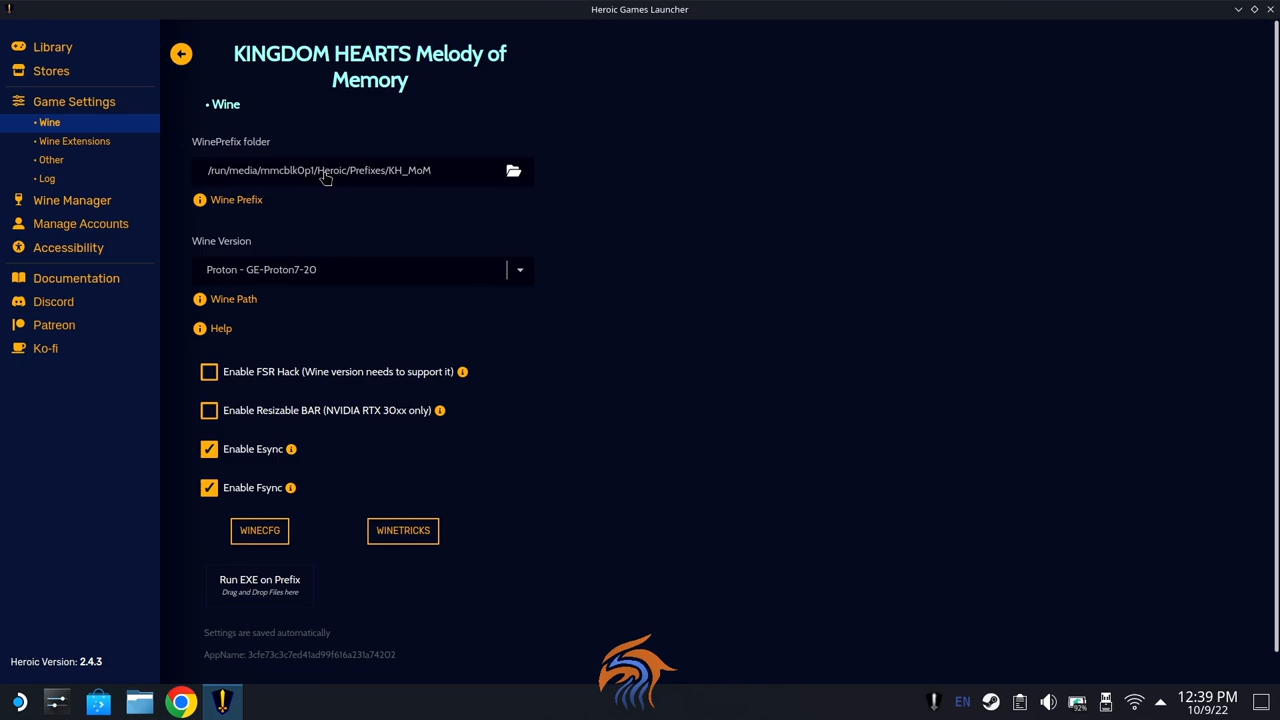 Heroic Games Launcher
Library
Stores
Game Settings
• Wine
• Wine Extensions
• Other
• Log
Wine Manager
Manage Accounts
Accessibility
Documentation
Discord
Patreon
Ko-fi
Heroic Version: 2.4.3
KINGDOM HEARTS Melody of
Memory
• Wine
WinePrefix folder
/run/media/mmcblk0p1/Heroic/Prefixes/KH_MoM
Wine Prefix
Wine Version
Proton - GE-Proton7-20
Wine Path
Help
Enable FSR Hack (Wine version needs to support it)
Enable Resizable BAR (NVIDIA RTX 30xx only)
Enable Esync
Enable Fsync
WINECFG
WINETRICKS
Run EXE on Prefix
Drag and Drop Files here
Settings are saved automatically
AppName: 3cfe73c3c7ed41ad99f616a231a74202
EN
12:39 PM
10/9/22